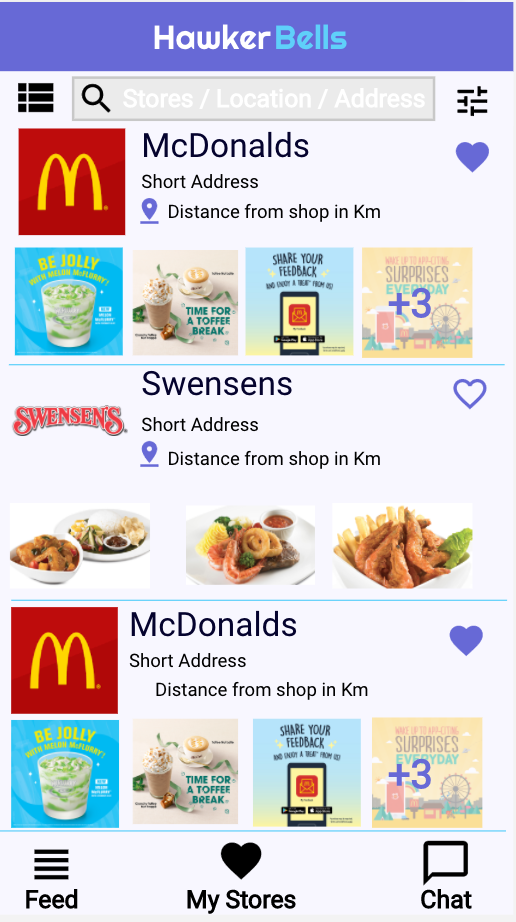 HawkerBells
Stores / Location / Address
McDonalds
Short Address
Distance from shop in Km
BE JOLLY
WITH MELON McFLURRY!
TIME FOR
A TOFFEE
BREAK
SHARE YOUR
FEEDBACK
AND ENJOY A TREAT FROM US!
WAKE UP TO APP-CITING
SURPRISES
EVERYDAY
+3
Swensens
SWENSEN'S
Short Address
Distance from shop in Km
McDonalds
Short Address
Distance from shop in Km
BE JOLLY
WITH MELON McFLURRY!
TIME FOR
A TOFFEE
BREAK
SHARE YOUR
FEEDBACK
AND ENJOY A TREAT FROM US!
WAKE UP TO APP-CITING
SURPRISES
EVERYDAY
+3
Feed
My Stores
Chat